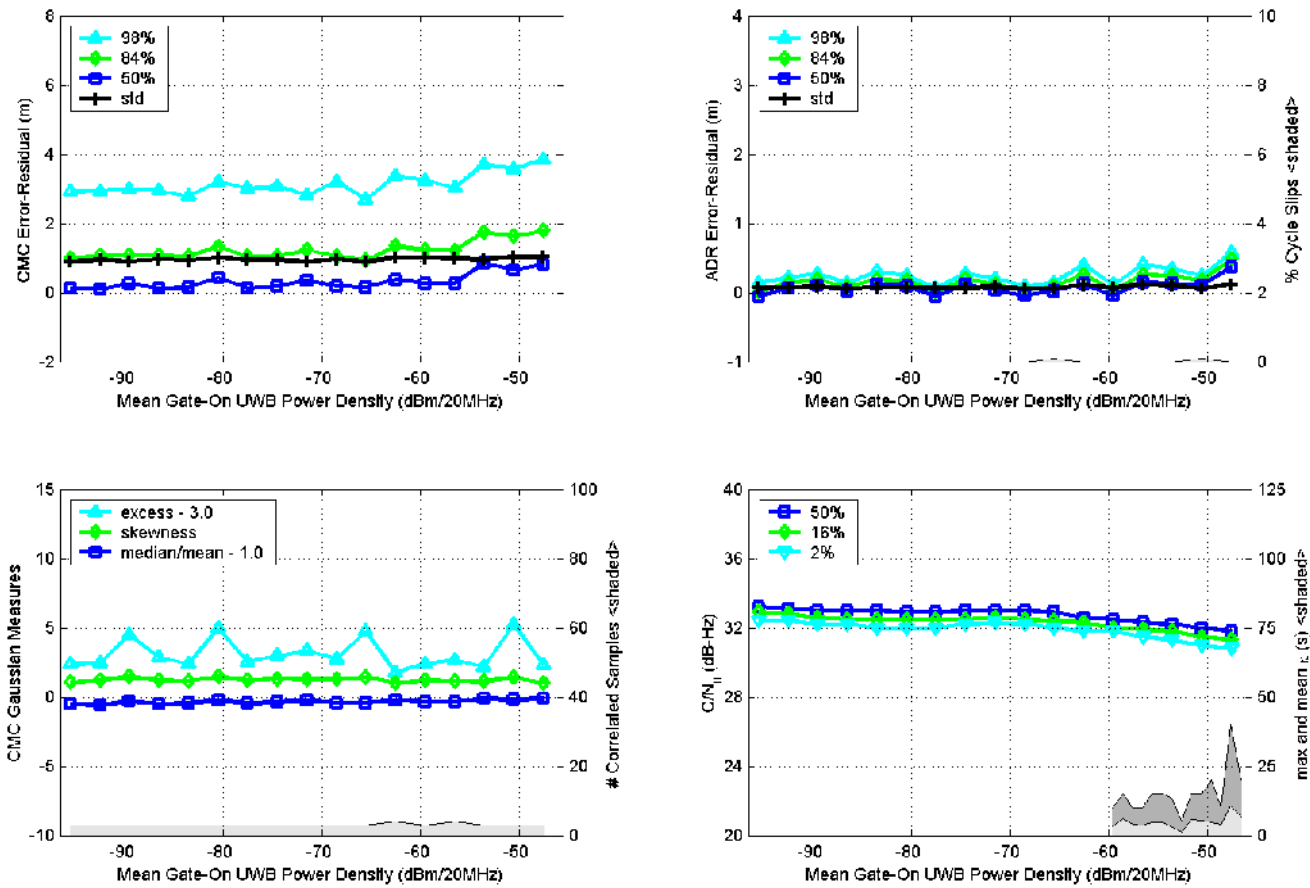 8
6
4
2
0
-2
98%
84%
50%
std
CMC Error-Residual (m)
-90 -80 -70 -60 -50
Mean Gate-On UWB Power Density (dBm/20MHz)
4
3
2
1
0
-1
98%
84%
50%
std
ADR Error-Residual (m)
10
8
6
4
2
0
% Cycle Slips <shaded>
-90 -80 -70 -60 -50
Mean Gate-On UWB Power Density (dBm/20MHz)
15
10
5
0
-5
-10
excess - 3.0
skewness
median/mean - 1.0
CMC Gaussian Measures
100
80
60
40
20
0
# Correlated Samples <shaded>
-90 -80 -70 -60 -50
Mean Gate-On UWB Power Density (dBm/20MHz)
40
36
32
28
24
20
50%
16%
2%
(dB-Hz)
125
100
75
50
25
0
max and mean (s) <shaded>
-90 -80 -70 -60 -50
Mean Gate-On UWB Power Density (dBm/20MHz)